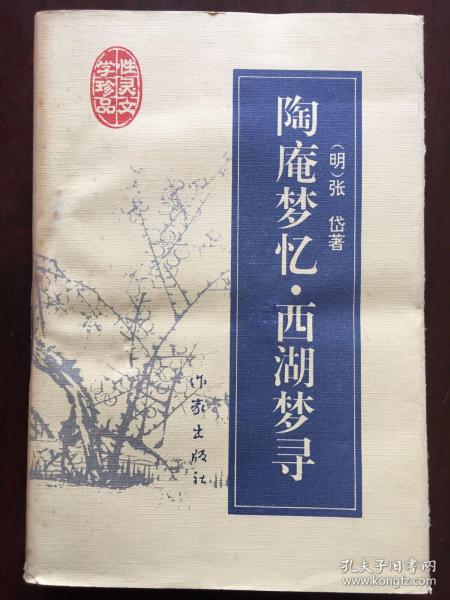 性灵文
学珍品
陶庵梦忆·西湖梦寻
（明）张 岱著
作家出版社
孔夫子旧书网
www.kongfz.com